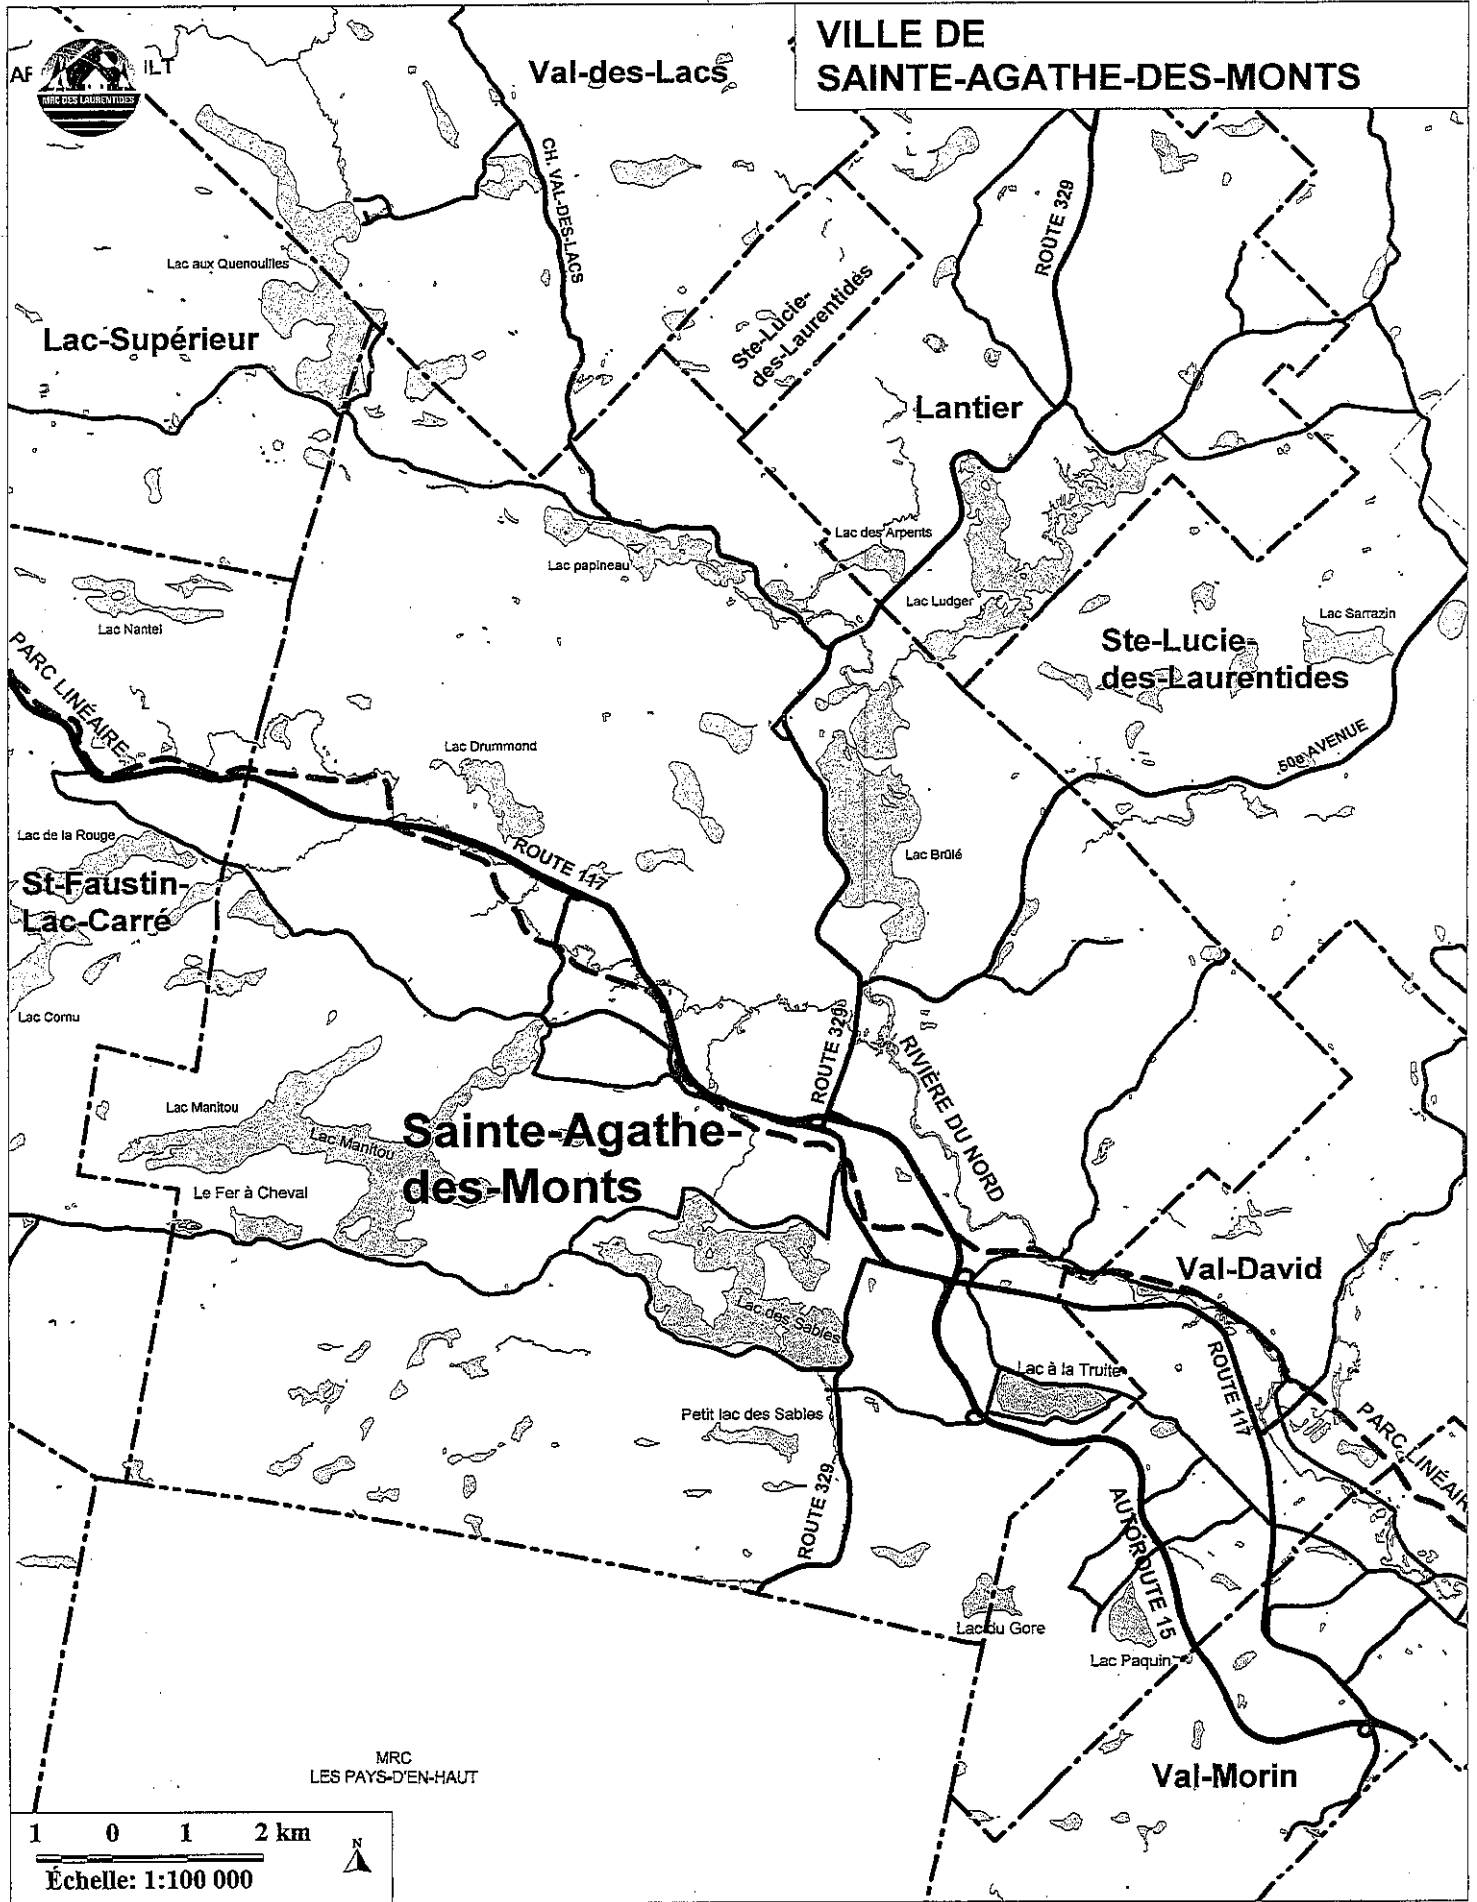 VILLE DE
SAINTE-AGATHE-DES-MONTS
AF
ILT
MRC DES LAURENTIDES
Val-des-Lacs
CH. VAL-DES-LACS
ROUTE 329
Lac aux Quenouilles
Lac-Supérieur
Ste-Lucie-
des-Laurentides
Lantier
Lac des Arpents
Lac papineau
Lac Ludger
Lac Nantel
Lac Sarrazin
Ste-Lucie-
des-Laurentides
PARC LINÉAIRE
Lac Drummond
50e AVENUE
Lac de la Rouge
ROUTE 117
Lac Brûlé
St-Faustin-
Lac-Carré
Lac Cornu
ROUTE 329
RIVIÈRE DU NORD
Lac Manitou
Lac Manitou
Sainte-Agathe-
des-Monts
Le Fer à Cheval
Val-David
Lac des Sables
Lac à la Truite
ROUTE 117
Petit lac des Sables
PARC LINÉAIR
ROUTE 329
AUTOROUTE 15
Lac du Gore
Lac Paquin
MRC
LES PAYS-D'EN-HAUT
Val-Morin
1 0 1 2 km
N
Échelle: 1:100 000